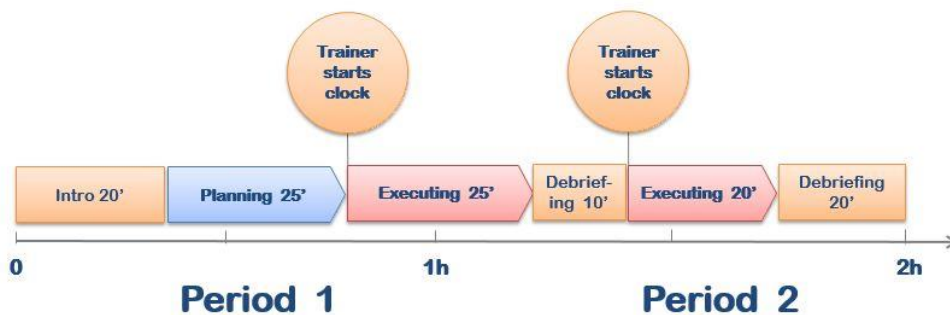 Trainer
starts
clock
Trainer
starts
clock
Intro 20’
Planning 25’
Executing 25’
Debrief-
ing 10’
Executing 20’
Debriefing
20’
0
1h
2h
Period 1
Period 2